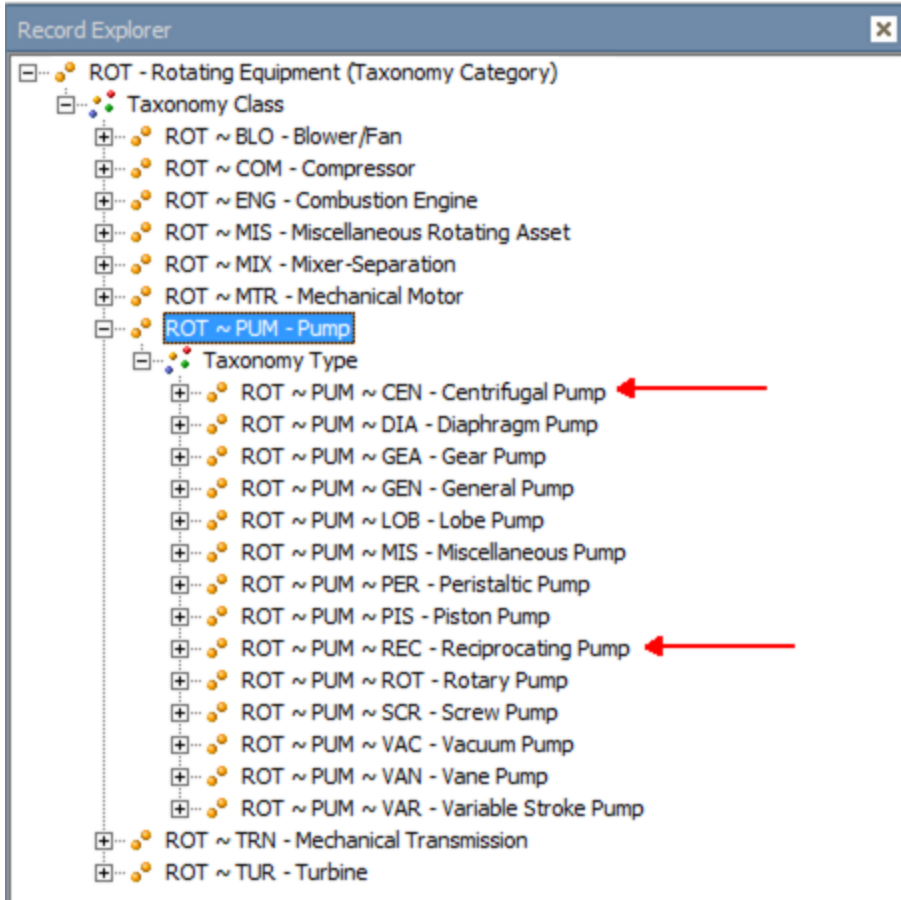 Record Explorer
ROT - Rotating Equipment (Taxonomy Category)
Taxonomy Class
ROT ~ BLO - Blower/Fan
ROT ~ COM - Compressor
ROT ~ ENG - Combustion Engine
ROT ~ MIS - Miscellaneous Rotating Asset
ROT ~ MIX - Mixer-Separation
ROT ~ MTR - Mechanical Motor
ROT ~ PUM - Pump
Taxonomy Type
ROT ~ PUM ~ CEN - Centrifugal Pump
ROT ~ PUM ~ DIA - Diaphragm Pump
ROT ~ PUM ~ GEA - Gear Pump
ROT ~ PUM ~ GEN - General Pump
ROT ~ PUM ~ LOB - Lobe Pump
ROT ~ PUM ~ MIS - Miscellaneous Pump
ROT ~ PUM ~ PER - Peristaltic Pump
ROT ~ PUM ~ PIS - Piston Pump
ROT ~ PUM ~ REC - Reciprocating Pump
ROT ~ PUM ~ ROT - Rotary Pump
ROT ~ PUM ~ SCR - Screw Pump
ROT ~ PUM ~ VAC - Vacuum Pump
ROT ~ PUM ~ VAN - Vane Pump
ROT ~ PUM ~ VAR - Variable Stroke Pump
ROT ~ TRN - Mechanical Transmission
ROT ~ TUR - Turbine